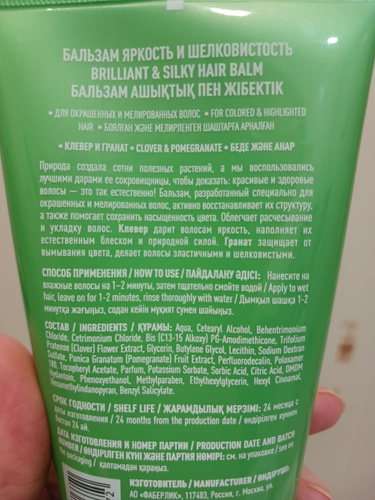 БАЛЬЗАМ ЯРКОСТЬ И ШЕЛКОВИСТОСТЬ
BRILLIANT & SILKY HAIR BALM
БАЛЬЗАМ АШЫҚТЫҚ ПЕН ЖІБЕКТІК
• ДЛЯ ОКРАШЕННЫХ И МЕЛИРОВАННЫХ ВОЛОС • FOR COLORED & HIGHLIGHTED
HAIR • БОЯЛҒАН ЖӘНЕ МЕЛИРЛЕНГЕН ШАШТАРҒА АРНАЛҒАН
• КЛЕВЕР И ГРАНАТ • CLOVER & POMEGRANATE • БЕДЕ ЖӘНЕ АНАР
Природа создала сотни полезных растений, а мы воспользовались
лучшими дарами ее сокровищницы, чтобы доказать: красивые и здоровые
волосы — это так естественно! Бальзам, разработанный специально для
окрашенных и мелированных волос, активно восстанавливает их структуру,
а также помогает сохранить насыщенность цвета. Облегчает расчесывание
и укладку волос. Клевер дарит волосам яркость, наполняет их
естественным блеском и природной силой. Гранат защищает от
вымывания цвета, делает волосы эластичными и шелковистыми.
СПОСОБ ПРИМЕНЕНИЯ / HOW TO USE / ПАЙДАЛАНУ ӘДІСІ: Нанесите на
влажные волосы на 1–2 минуты, затем тщательно смойте водой / Apply to wet
hair, leave on for 1-2 minutes, rinse thoroughly with water / Дымқыл шашқа 1-2
минутқа жағыңыз, содан кейін мұқият сумен шайыңыз.
СОСТАВ / INGREDIENTS / ҚҰРАМЫ: Aqua, Cetearyl Alcohol, Behentrimonium
Chloride, Cetrimonium Chloride, Bis (C13-15 Alkoxy) PG-Amodimethicone, Trifolium
Pratense (Clover) Flower Extract, Glycerin, Butylene Glycol, Lecithin, Sodium Dextran
Sulfate, Punica Granatum (Pomegranate) Fruit Extract, Perfluorodecalin, Poloxamer
188, Tocopheryl Acetate, Parfum, Potassium Sorbate, Sorbic Acid, Citric Acid, DMDM
Hydantoin, Phenoxyethanol, Methylparaben, Ethylhexylglycerin, Hexyl Cinnamal,
Hexamethylindanopyran, Benzyl Salicylate.
СРОК ГОДНОСТИ / SHELF LIFE / ЖАРАМДЫЛЫҚ МЕРЗІМІ: 24 месяца с
даты изготовления / 24 months from the production date / өндірілген күннен
бастап 24 ай.
ДАТА ИЗГОТОВЛЕНИЯ И НОМЕР ПАРТИИ / PRODUCTION DATE AND BATCH
NUMBER / ӨНДІРІЛГЕН КҮНІ ЖӘНЕ ПАРТИЯ НӨМІРІ: см. на упаковке / see on
the packaging / қаптамадан қараңыз.
ИЗГОТОВИТЕЛЬ / MANUFACTURER / ӨНДІРУШІ:
АО «ФАБЕРЛИК», 117403, Россия, г. Москва, ул.